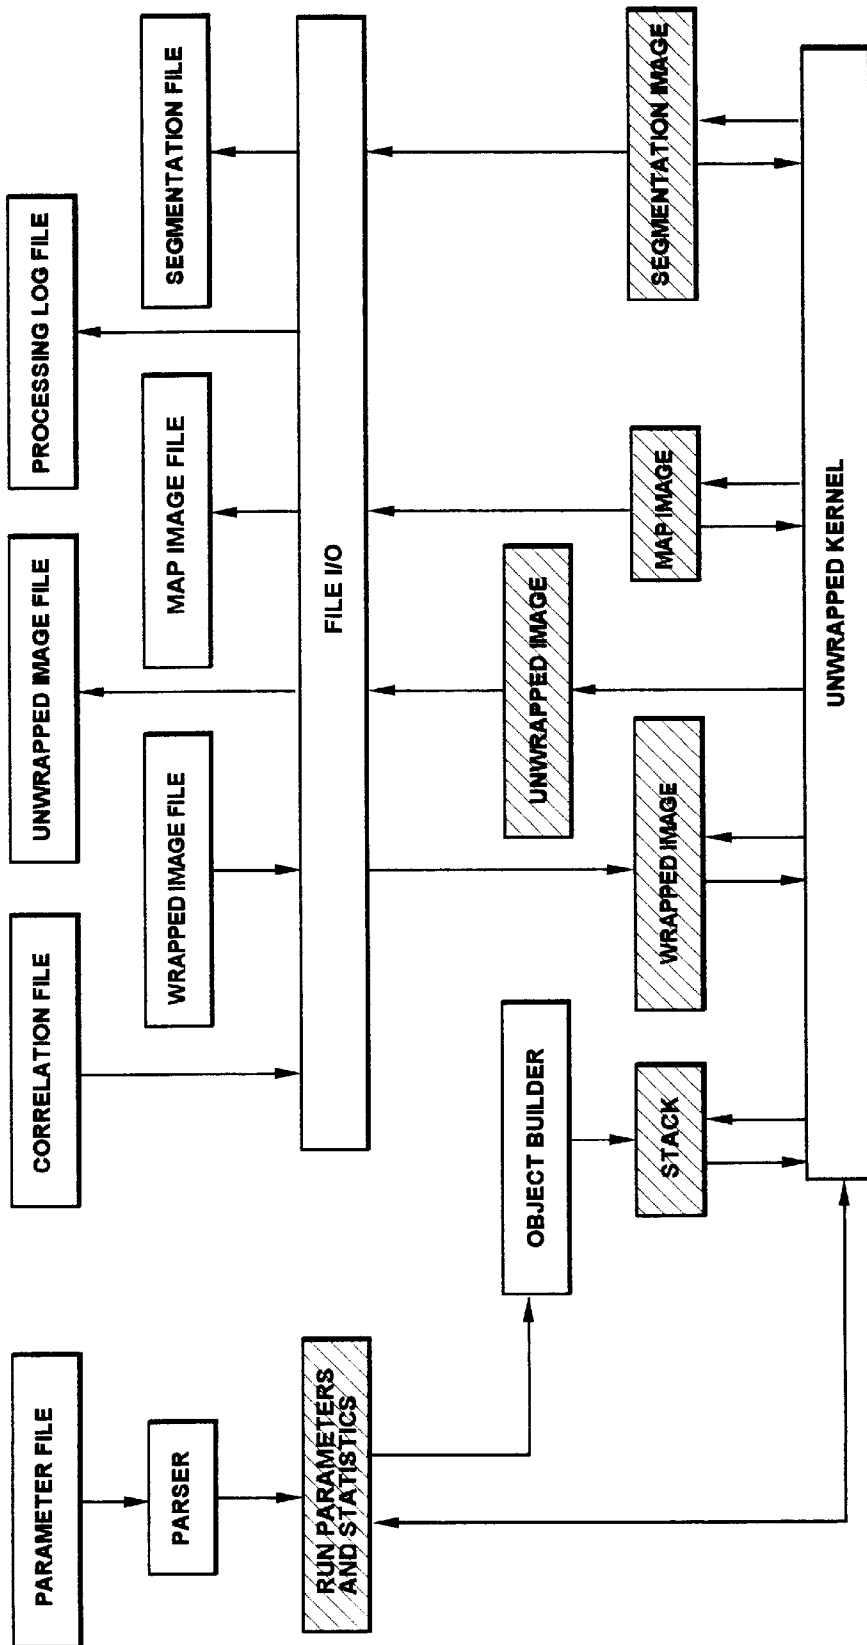 PARAMETER FILE
CORRELATION FILE
UNWRAPPED IMAGE FILE
PROCESSING LOG FILE
PARSER
WRAPPED IMAGE FILE
MAP IMAGE FILE
SEGMENTATION FILE
RUN PARAMETERS
AND STATISTICS
FILE I/O
OBJECT BUILDER
UNWRAPPED IMAGE
STACK
WRAPPED IMAGE
MAP IMAGE
SEGMENTATION IMAGE
UNWRAPPED KERNEL